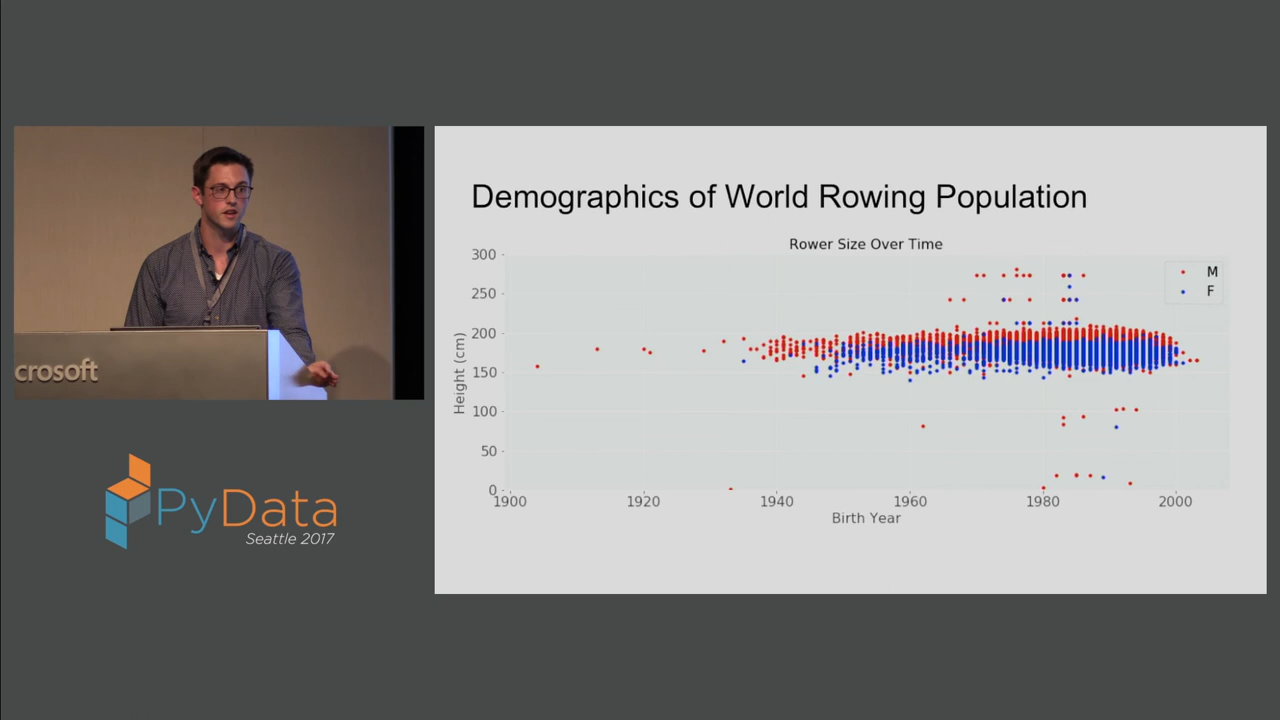 crosoft
PyData
Seattle 2017
Demographics of World Rowing Population
Rower Size Over Time
M
F
Height (cm)
300
250
200
150
100
50
0
1900 1920 1940 1960 1980 2000
Birth Year